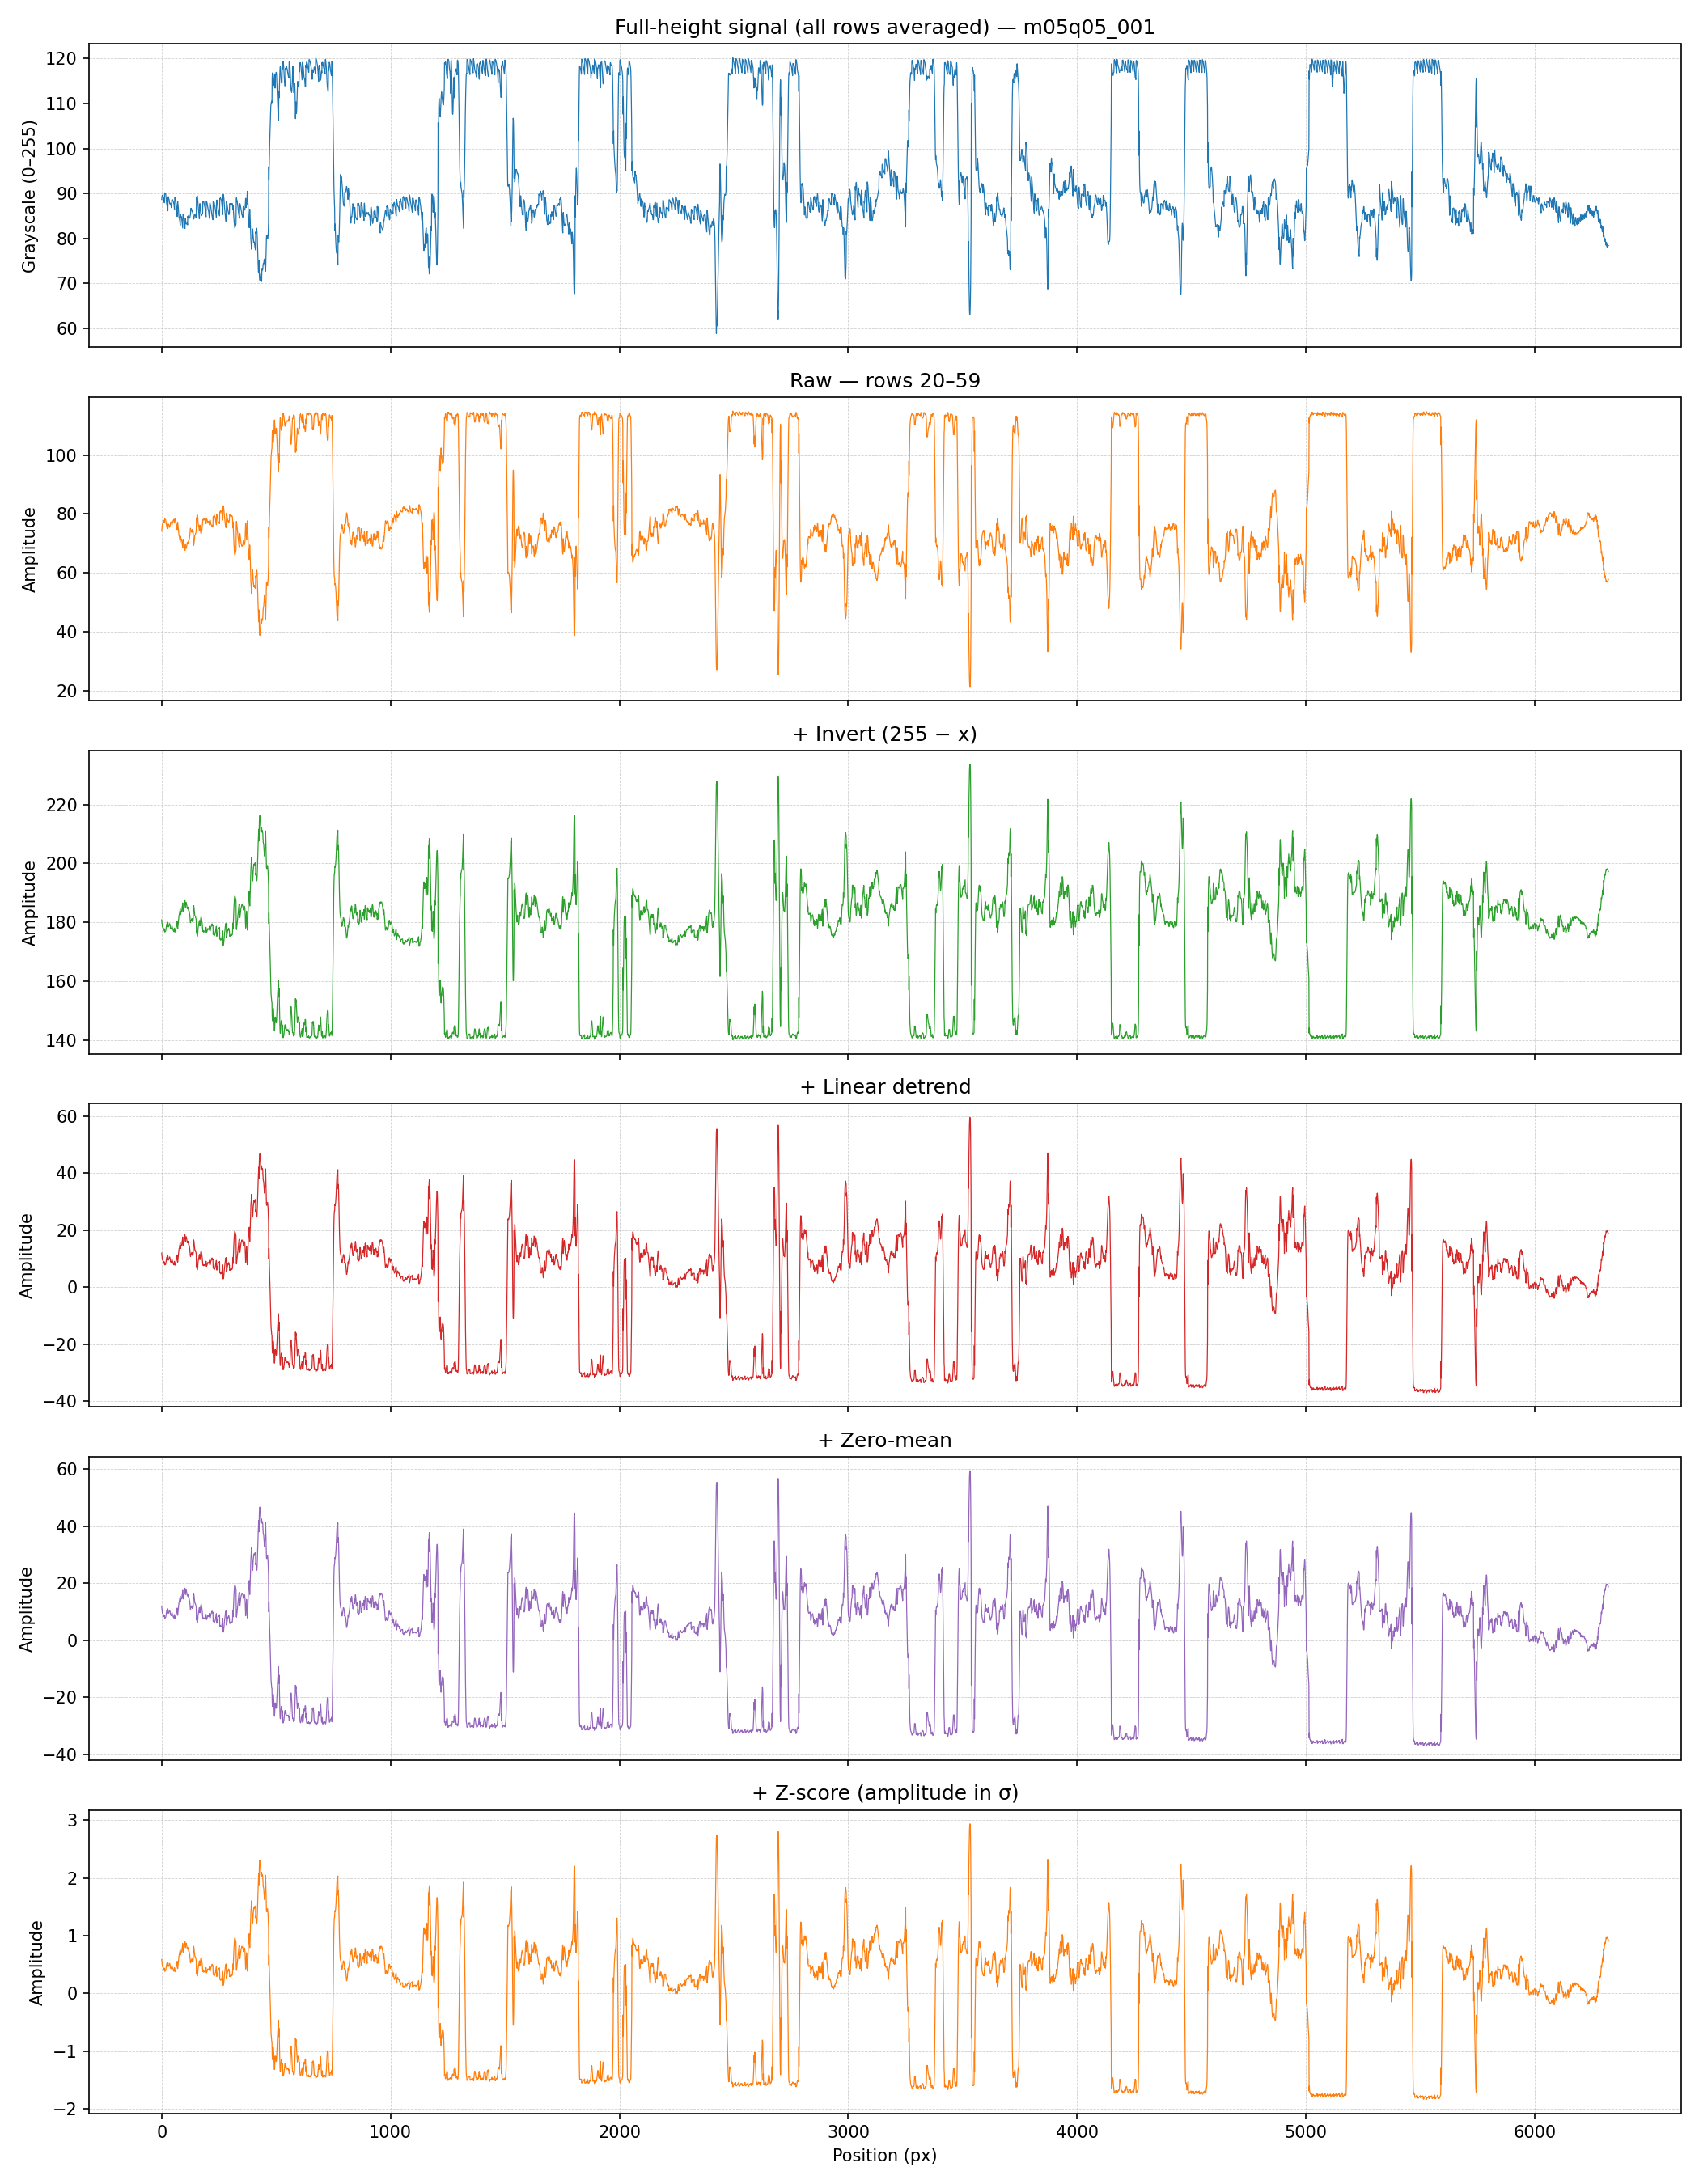 Full-height signal (all rows averaged) — m05q05_001
120
110
100
90
80
70
60
Grayscale (0–255)
Raw — rows 20–59
100
80
60
40
20
Amplitude
+ Invert (255 − x)
220
200
180
160
140
Amplitude
+ Linear detrend
60
40
20
0
−20
−40
Amplitude
+ Zero-mean
60
40
20
0
−20
−40
Amplitude
+ Z-score (amplitude in σ)
3
2
1
0
−1
−2
Amplitude
0 1000 2000 3000 4000 5000 6000
Position (px)